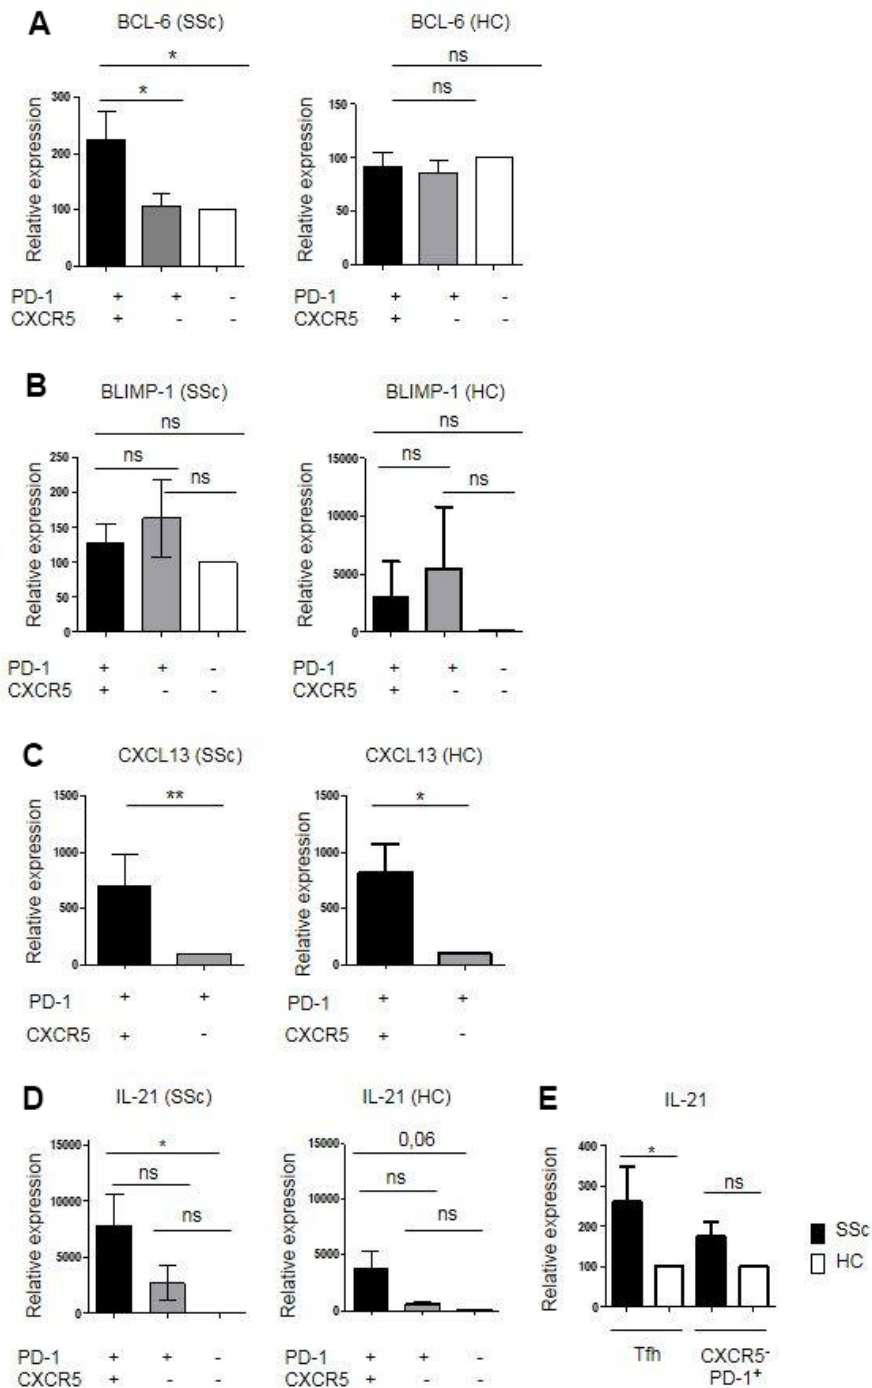 A
BCL-6 (SSc)
BCL-6 (HC)
*
ns
*
ns
Relative expression
300
200
100
0
Relative expression
150
100
50
0
PD-1 + + -
CXCR5 + - -
PD-1 + + -
CXCR5 + - -
B
BLIMP-1 (SSc)
BLIMP-1 (HC)
ns
ns
ns
ns
ns
ns
Relative expression
250
200
150
100
50
0
Relative expression
15000
10000
5000
0
PD-1 + + -
CXCR5 + - -
PD-1 + + -
CXCR5 + - -
C
CXCL13 (SSc)
CXCL13 (HC)
**
*
Relative expression
1500
1000
500
0
Relative expression
1500
1000
500
0
PD-1 + +
CXCR5 + -
PD-1 + +
CXCR5 + -
D
IL-21 (SSc)
IL-21 (HC)
*
ns
ns
0,06
ns
ns
Relative expression
15000
10000
5000
0
Relative expression
15000
10000
5000
0
PD-1 + + -
CXCR5 + - -
PD-1 + + -
CXCR5 + - -
E
IL-21
*
ns
Relative expression
400
300
200
100
0
SSc
HC
Tfh
CXCR5-
PD-1+